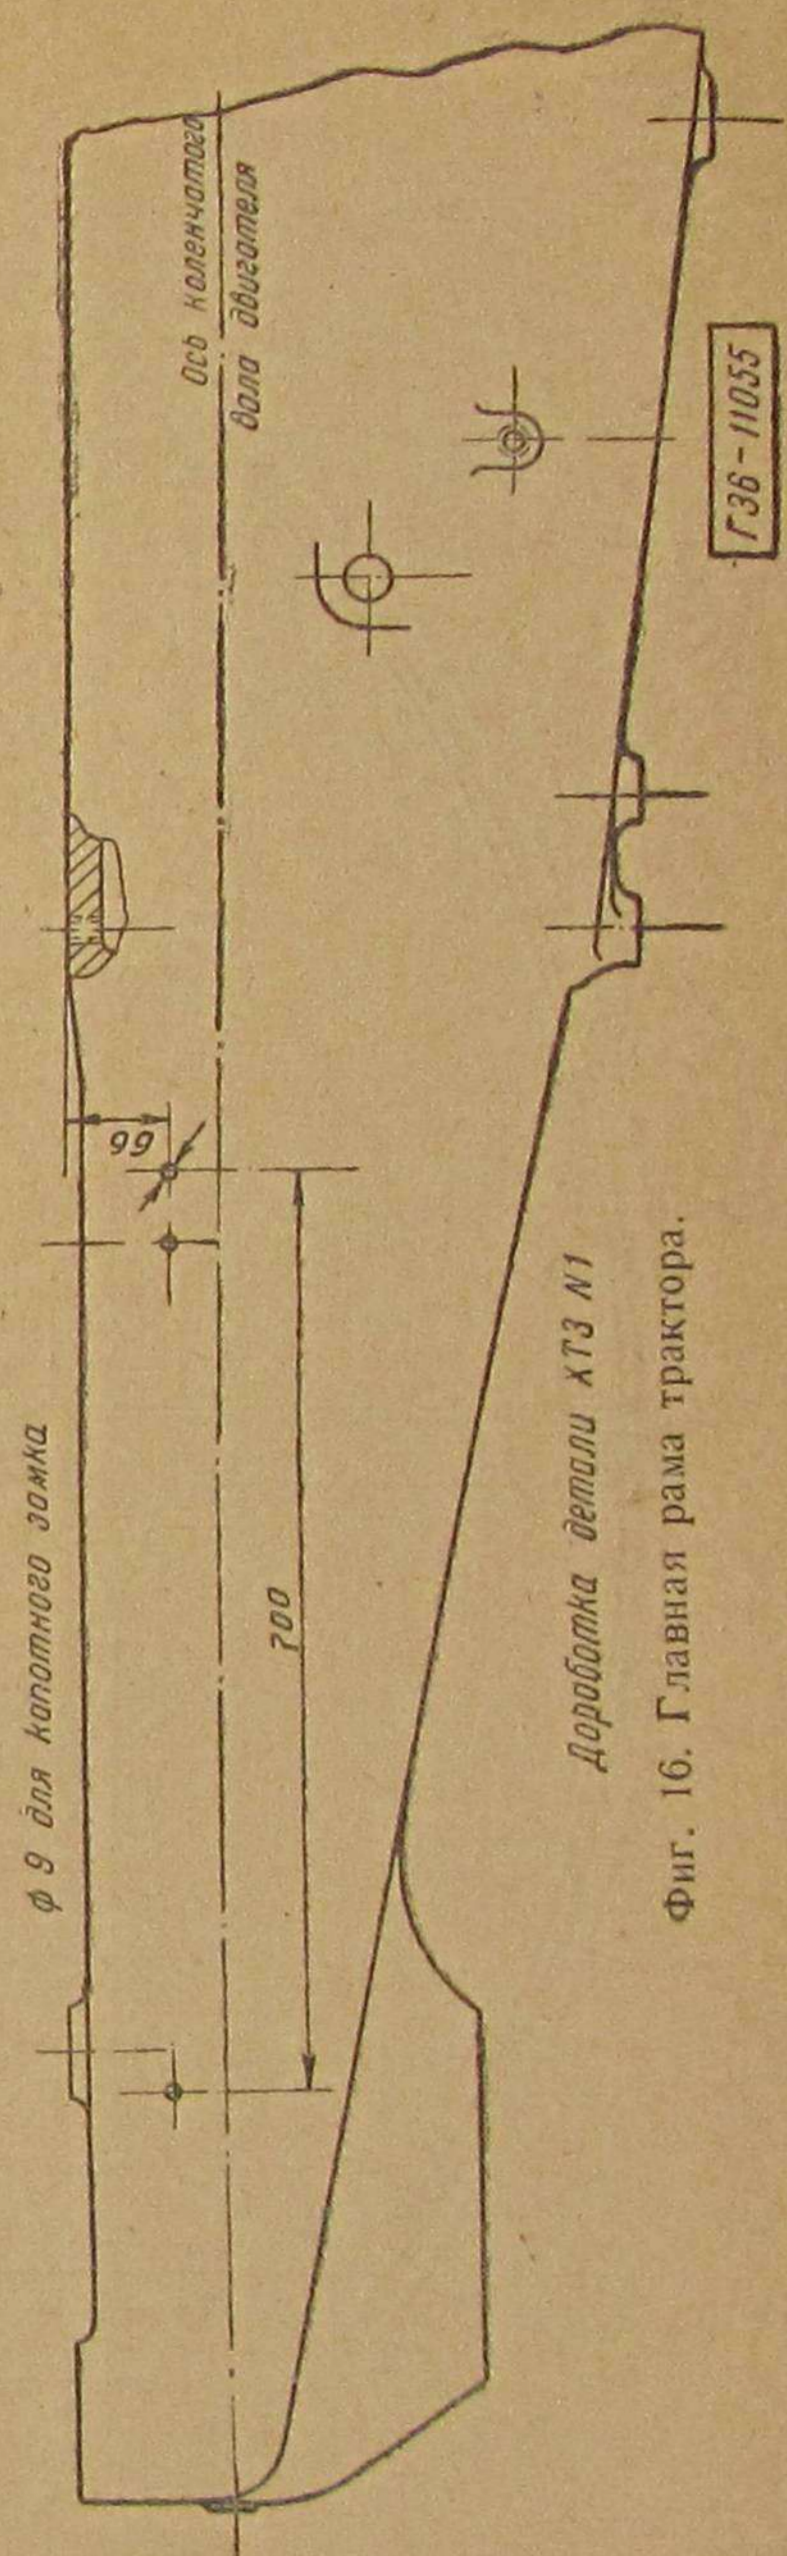 Ф 9 для капотного замка
Ось коленчатого
вала двигателя
66
700
Доработка детали ХТЗ N1
Г36-11055
Фиг. 16. Главная рама трактора.